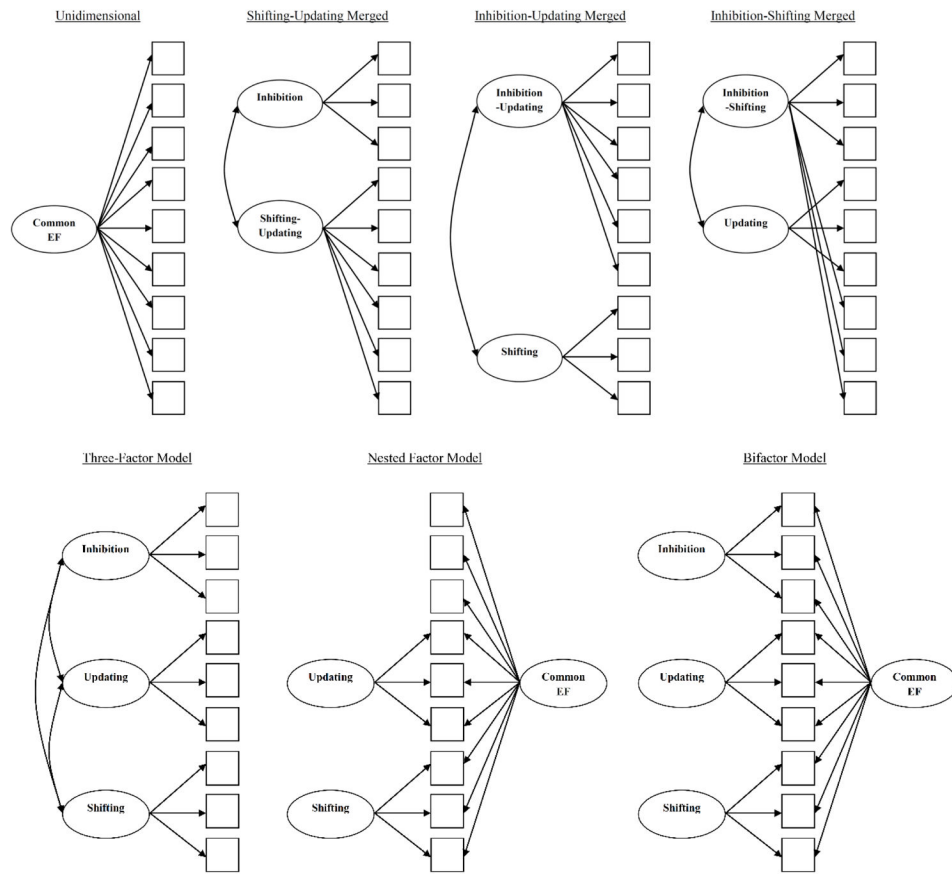 Unidimensional
Shifting-Updating Merged
Inhibition-Updating Merged
Inhibition-Shifting Merged
Common
EF
Inhibition
Shifting-
Updating
Inhibition
-Updating
Shifting
Inhibition
-Shifting
Updating
Three-Factor Model
Nested Factor Model
Bifactor Model
Inhibition
Updating
Shifting
Updating
Shifting
Common
EF
Inhibition
Updating
Shifting
Common
EF